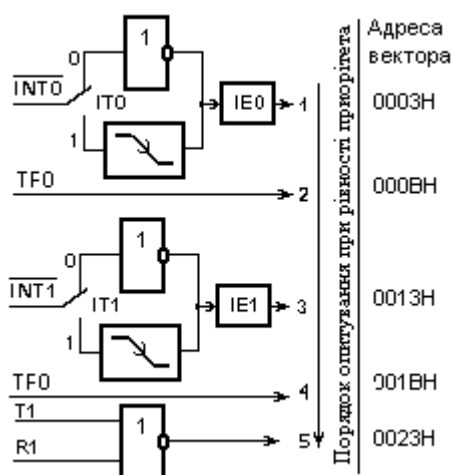 Адреса
вектора
0
1
INT0
IT0
IE0
1
0003H
1
TF0
2
000BH
0
1
INT1
IT1
IE1
3
0013H
1
TF0
4
001BH
T1
1
R1
5
0023H
Порядок опитування при рівності приорітета